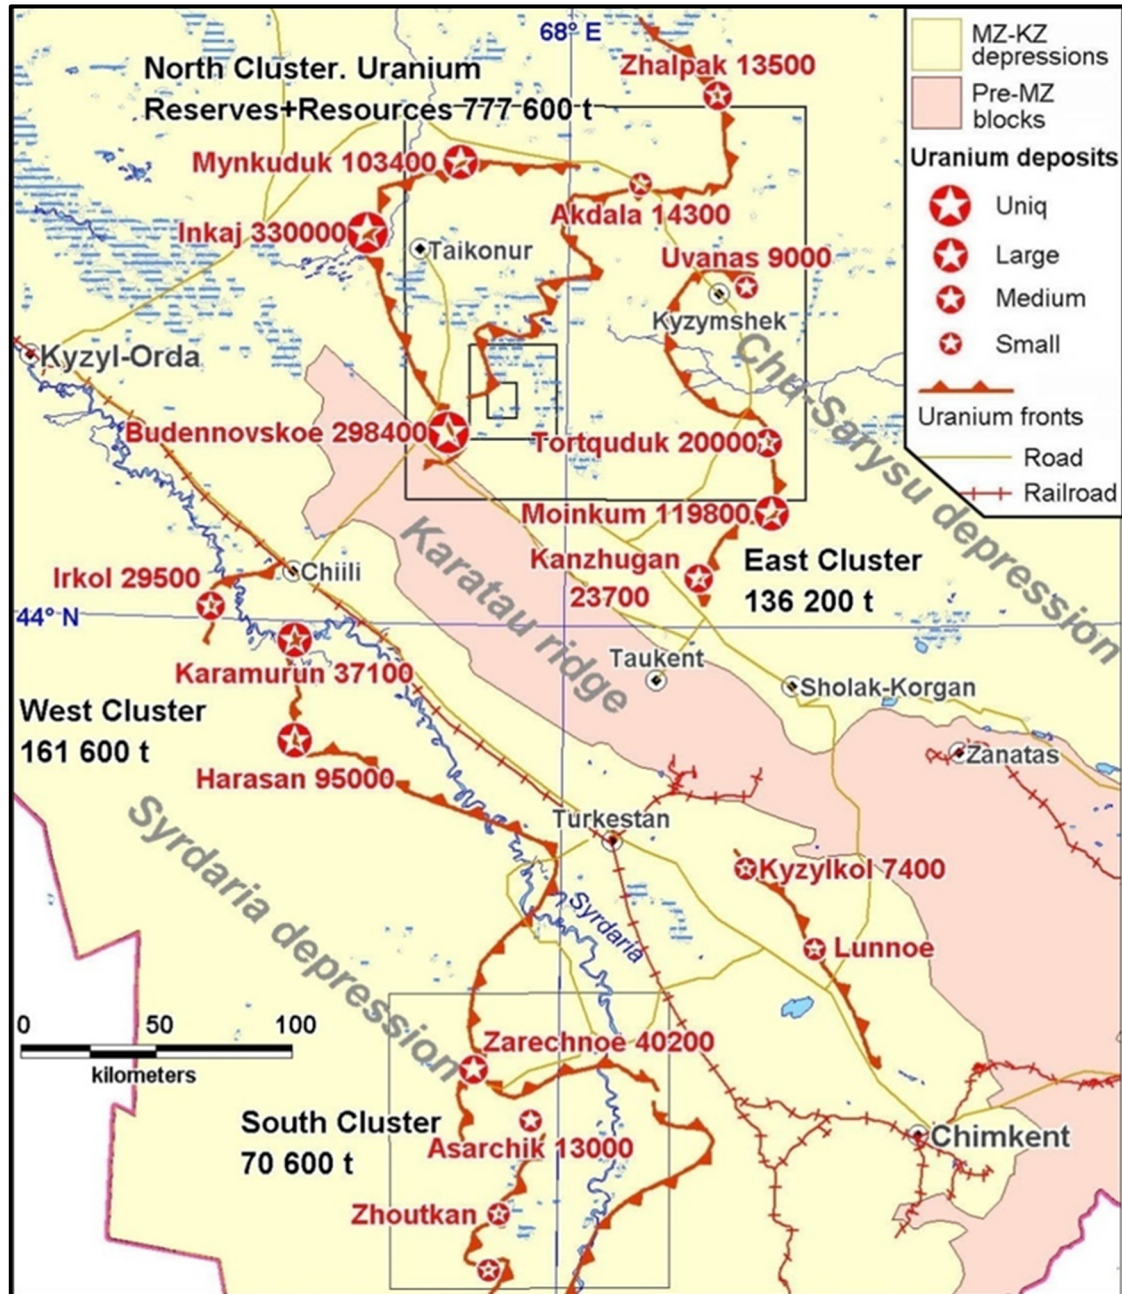 68° E
North Cluster. Uranium
Reserves+Resources 777 600 t
Zhalpak 13500
Mynkuduk 103400
Akdala 14300
Inkaj 330000
Taikonur
Uvanas 9000
Kyzymshek
Kyzyl-Orda
Chu-Sarysu depression
Budennovskoe 298400
Tortquduk 20000
Moinkum 119800
Karatau ridge
Kanzhugan
23700
East Cluster
136 200 t
Irkol 29500
Chiili
44° N
Karamurun 37100
Taukent
Sholak-Korgan
West Cluster
161 600 t
Harasan 95000
Zanatas
Syrdaria depression
Turkestan
Kyzylkol 7400
Syrdaria
Lunnoe
0 50 100
kilometers
Zarechnoe 40200
South Cluster
70 600 t
Asarchik 13000
Chimkent
Zhoutkan
MZ-KZ
depressions
Pre-MZ
blocks
Uranium deposits
Uniq
Large
Medium
Small
Uranium fronts
Road
Railroad